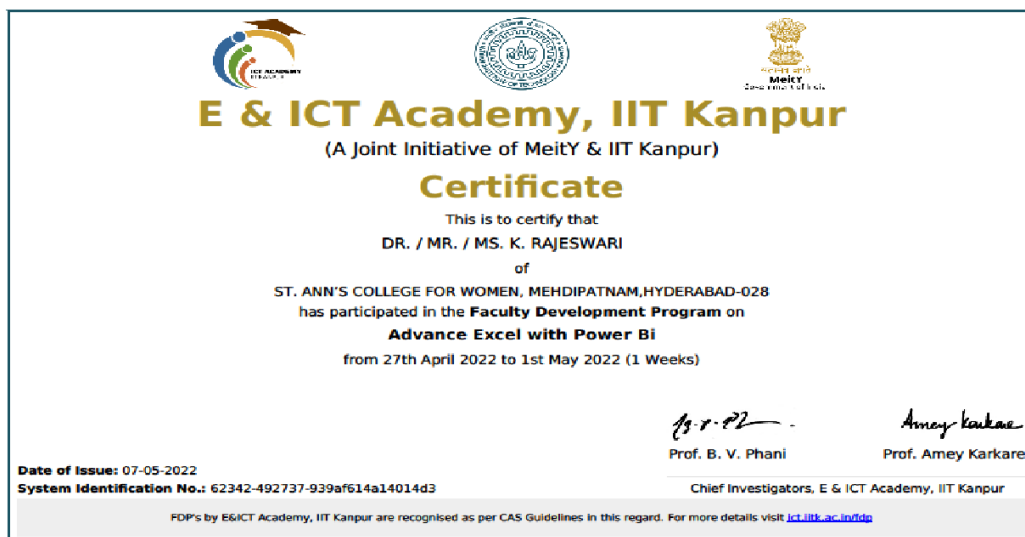 ICT ACADEMY
MeitY
E & ICT Academy, IIT Kanpur
(A Joint Initiative of MeitY & IIT Kanpur)
Certificate
This is to certify that
DR. / MR. / MS. K. RAJESWARI
of
ST. ANN'S COLLEGE FOR WOMEN, MEHDIPATNAM,HYDERABAD-028
has participated in the Faculty Development Program on
Advance Excel with Power Bi
from 27th April 2022 to 1st May 2022 (1 Weeks)
Amey Karkare
Prof. B. V. Phani
Prof. Amey Karkare
Date of Issue: 07-05-2022
System Identification No.: 62342-492737-939af614a14014d3
Chief Investigators, E & ICT Academy, IIT Kanpur
FDP's by E&ICT Academy, IIT Kanpur are recognised as per CAS Guidelines in this regard. For more details visit ict.iitk.ac.in/fdp